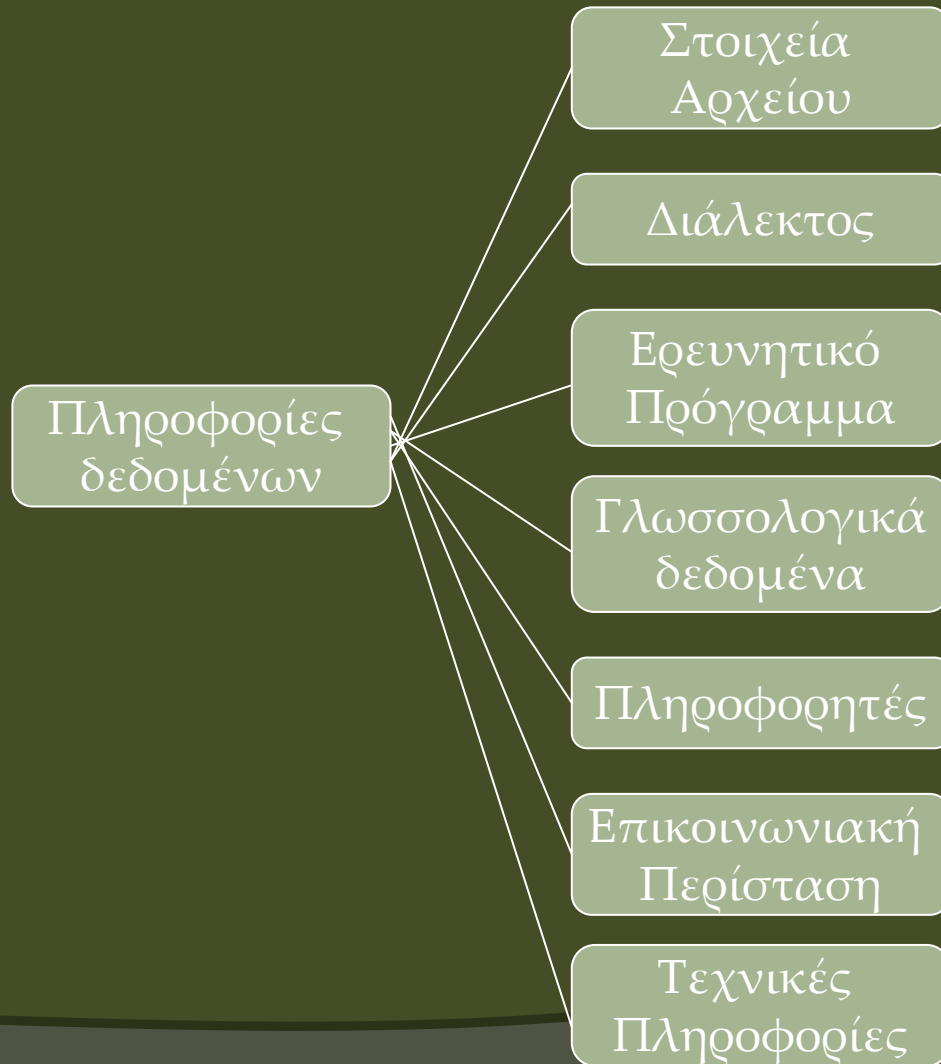 Πληροφορίες
δεδομένων
Στοιχεία
Αρχείου
Διάλεκτος
Ερευνητικό
Πρόγραμμα
Γλωσσολογικά
δεδομένα
Πληροφορητές
Επικοινωνιακή
Περίσταση
Τεχνικές
Πληροφορίες